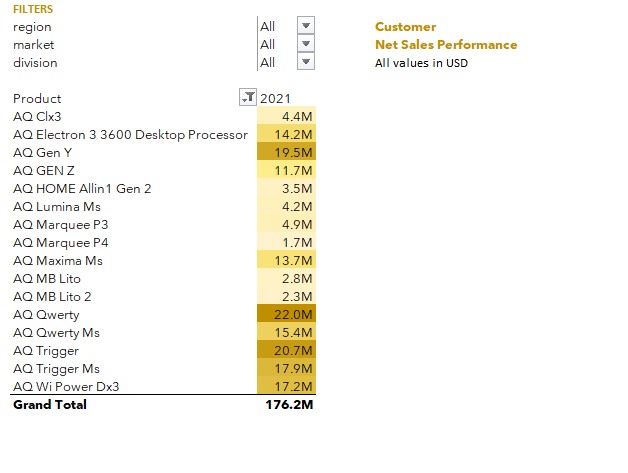 FILTERS
region All
market All
division All
Customer
Net Sales Performance
All values in USD
Product 2021
AQ Clx3 4.4M
AQ Electron 3 3600 Desktop Processor 14.2M
AQ Gen Y 19.5M
AQ GEN Z 11.7M
AQ HOME Allin1 Gen 2 3.5M
AQ Lumina Ms 4.2M
AQ Marquee P3 4.9M
AQ Marquee P4 1.7M
AQ Maxima Ms 13.7M
AQ MB Lito 2.8M
AQ MB Lito 2 2.3M
AQ Qwerty 22.0M
AQ Qwerty Ms 15.4M
AQ Trigger 20.7M
AQ Trigger Ms 17.9M
AQ Wi Power Dx3 17.2M
Grand Total 176.2M